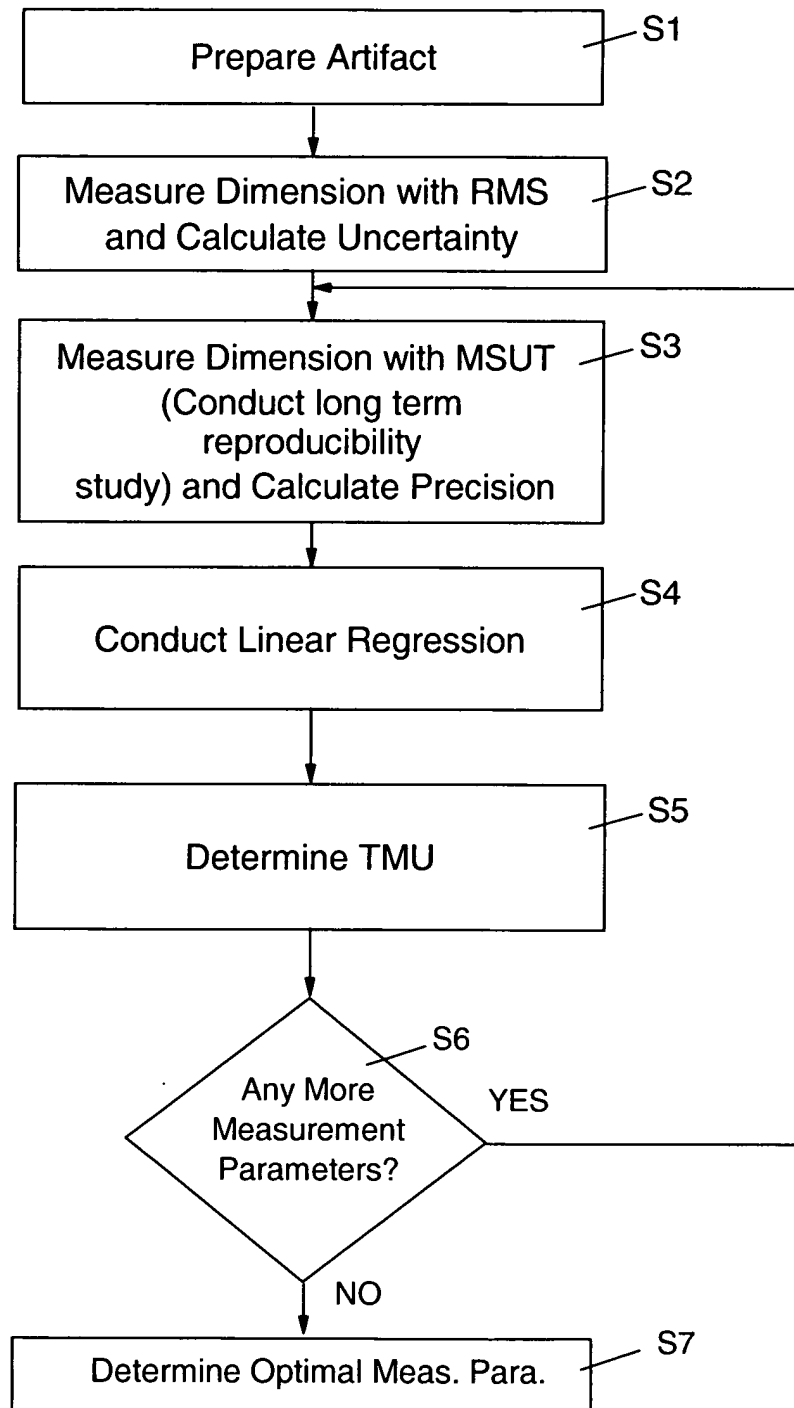 Prepare Artifact
S1
Measure Dimension with RMS
and Calculate Uncertainty
S2
Measure Dimension with MSUT
(Conduct long term
reproducibility
study) and Calculate Precision
S3
Conduct Linear Regression
S4
Determine TMU
S5
S6
Any More
Measurement
Parameters?
YES
NO
Determine Optimal Meas. Para.
S7